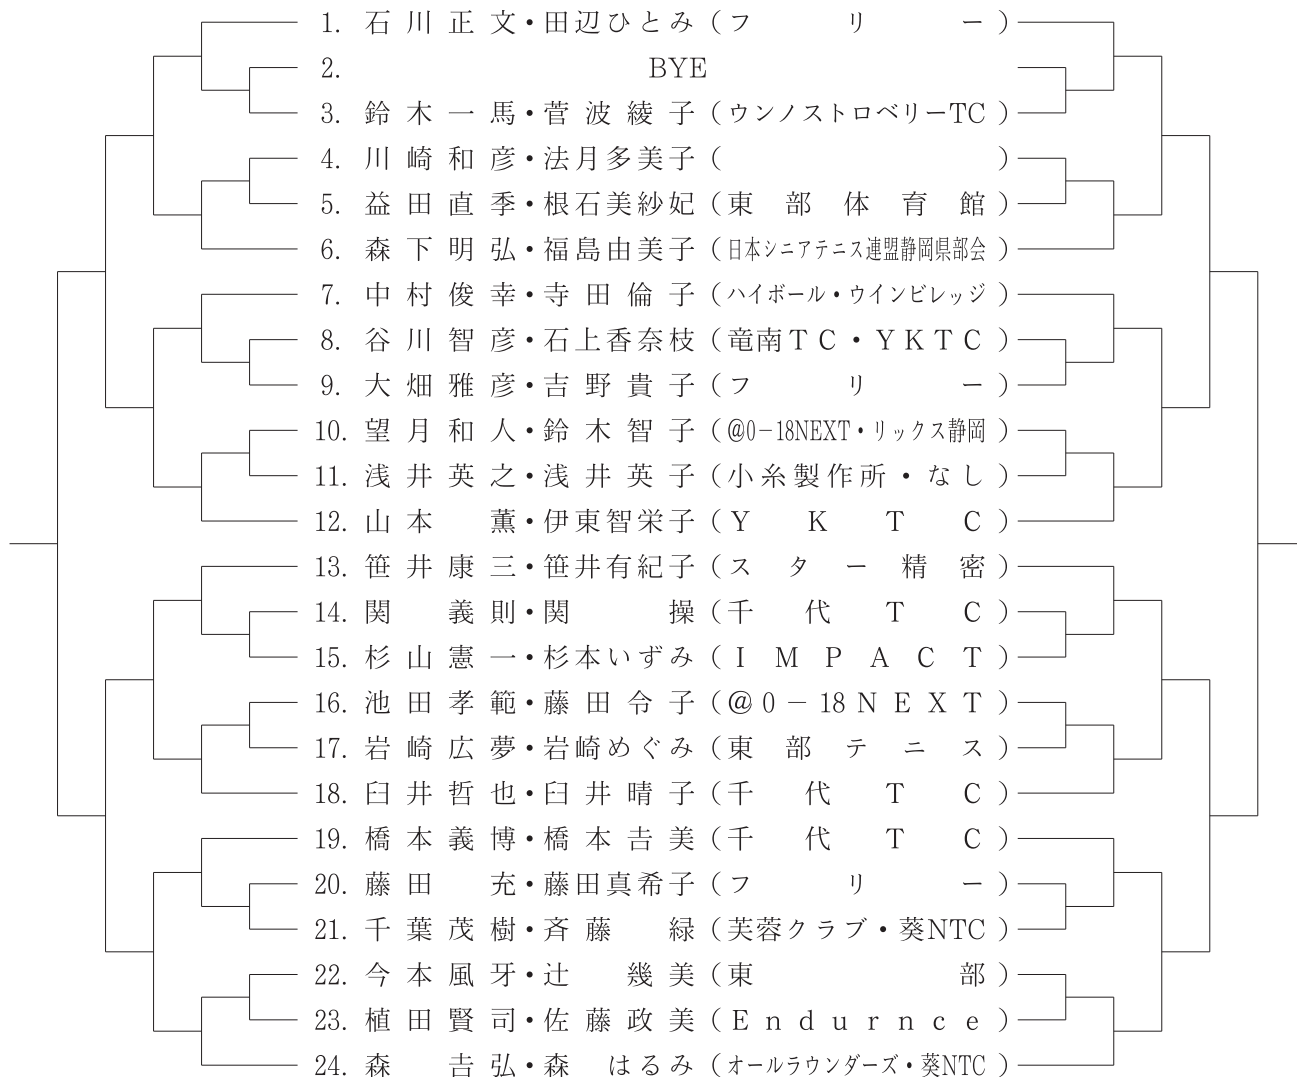 1. 石川正文・田辺ひとみ（フリー）
2. BYE
3. 鈴木一馬・菅波綾子（ウンノストロベリーTC）
4. 川崎和彦・法月多美子（ ）
5. 益田直季・根石美紗妃（東部体育館）
6. 森下明弘・福島由美子（日本シニアテニス連盟静岡県部会）
7. 中村俊幸・寺田倫子（ハイボール・ウインビレッジ）
8. 谷川智彦・石上香奈枝（竜南TC・YKTC）
9. 大畑雅彦・吉野貴子（フリー）
10. 望月和人・鈴木智子（@0－18NEXT・リックス静岡）
11. 浅井英之・浅井英子（小糸製作所・なし）
12. 山本薫・伊東智栄子（YKTC）
13. 笹井康三・笹井有紀子（スター精密）
14. 関義則・関操（千代TC）
15. 杉山憲一・杉本いずみ（IMPACT）
16. 池田孝範・藤田令子（@0－18NEXT）
17. 岩崎広夢・岩崎めぐみ（東部テニス）
18. 臼井哲也・臼井晴子（千代TC）
19. 橋本義博・橋本𠮷美（千代TC）
20. 藤田充・藤田真希子（フリー）
21. 千葉茂樹・斉藤緑（芙蓉クラブ・葵NTC）
22. 今本風牙・辻幾美（東部）
23. 植田賢司・佐藤政美（Endurnce）
24. 森𠮷弘・森はるみ（オールラウンダーズ・葵NTC）